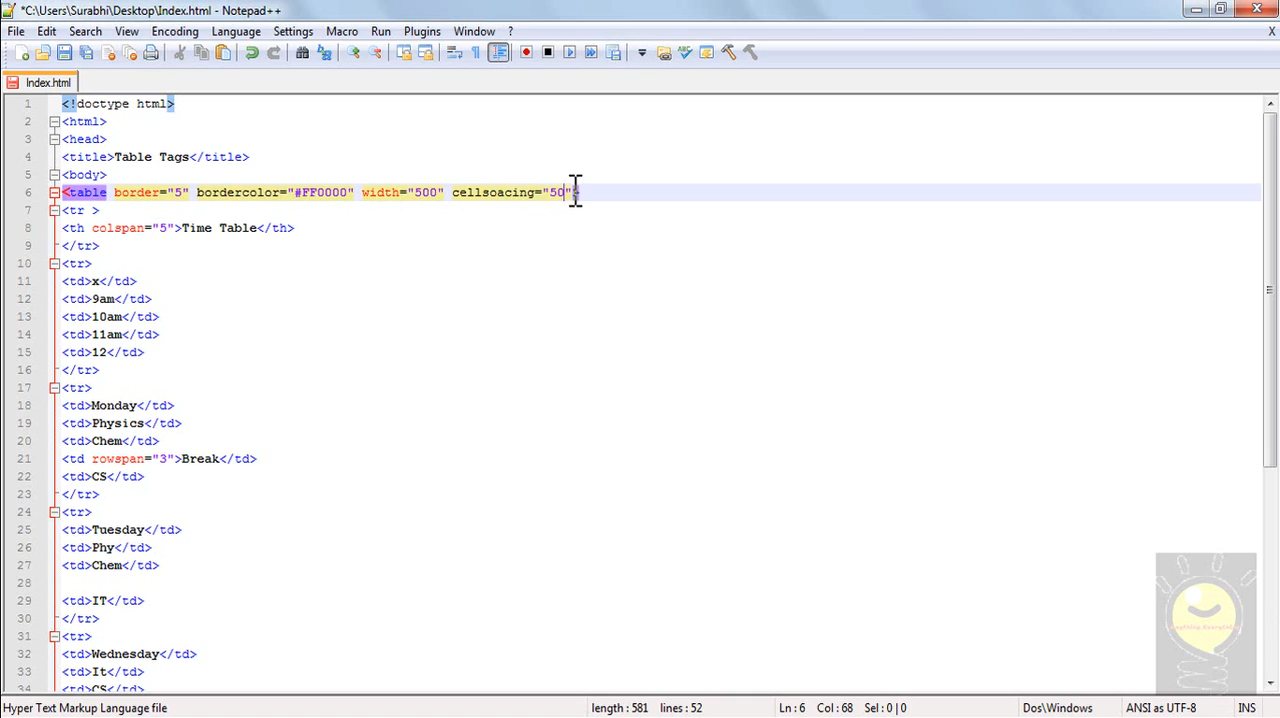 *C:\Users\Surabhi\Desktop\Index.html - Notepad++
File Edit Search View Encoding Language Settings Macro Run Plugins Window ? X
Index.html
1 <!doctype html>
2 <html>
3 <head>
4 <title>Table Tags</title>
5 <body>
6 <table border="5" bordercolor="#FF0000" width="500" cellsoacing="50">
7 <tr >
8 <th colspan="5">Time Table</th>
9 </tr>
10 <tr>
11 <td>x</td>
12 <td>9am</td>
13 <td>10am</td>
14 <td>11am</td>
15 <td>12</td>
16 </tr>
17 <tr>
18 <td>Monday</td>
19 <td>Physics</td>
20 <td>Chem</td>
21 <td rowspan="3">Break</td>
22 <td>CS</td>
23 </tr>
24 <tr>
25 <td>Tuesday</td>
26 <td>Phy</td>
27 <td>Chem</td>
28
29 <td>IT</td>
30 </tr>
31 <tr>
32 <td>Wednesday</td>
33 <td>It</td>
34 <td>CS</td>
Hyper Text Markup Language file length : 581 lines : 52 Ln : 6 Col : 68 Sel : 0 | 0 Dos\Windows ANSI as UTF-8 INS